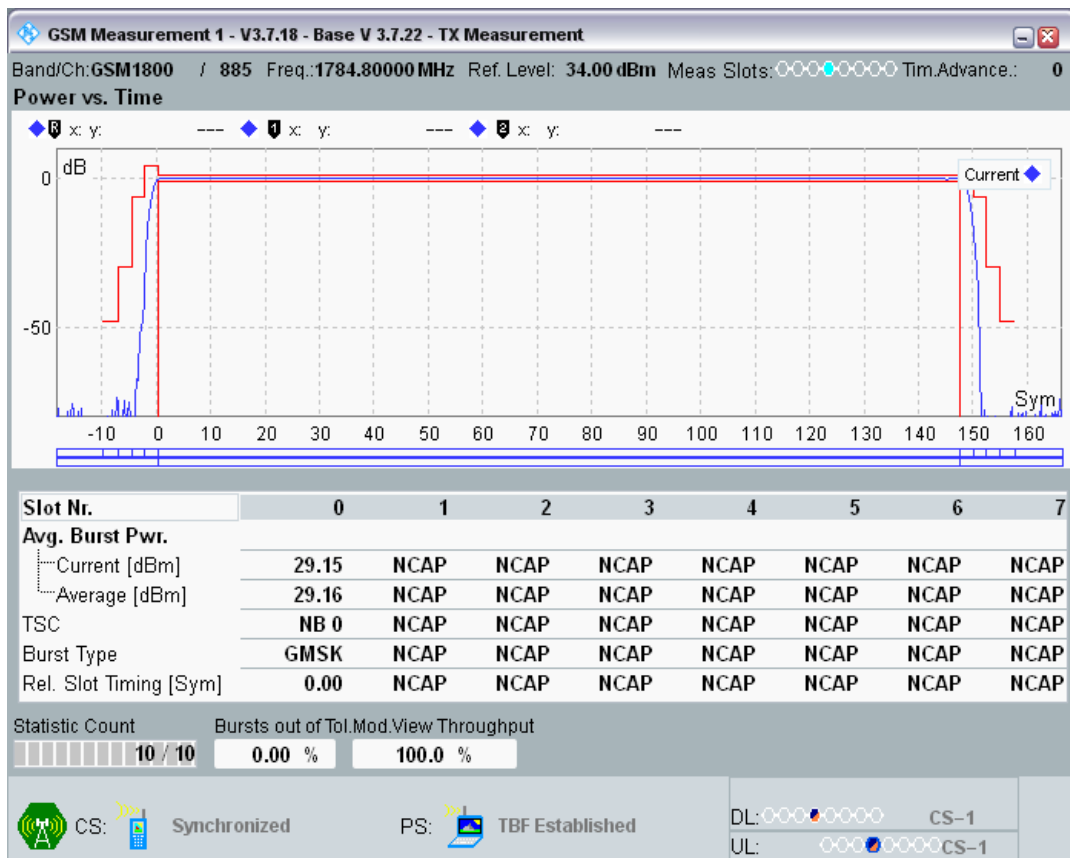 GSM Measurement 1 - V3.7.18 - Base V 3.7.22 - TX Measurement
Band/Ch:GSM1800 / 885 Freq.:1784.80000 MHz Ref. Level: 34.00 dBm Meas Slots: Tim.Advance.: 0
Power vs. Time
R x: y: --- 1 x: y: --- 2 x: y: ---
dB
0
Current
-50
Sym
-10 0 10 20 30 40 50 60 70 80 90 100 110 120 130 140 150 160
Slot Nr. 0 1 2 3 4 5 6 7
Avg. Burst Pwr.
Current [dBm] 29.15 NCAP NCAP NCAP NCAP NCAP NCAP NCAP
Average [dBm] 29.16 NCAP NCAP NCAP NCAP NCAP NCAP NCAP
TSC NB 0 NCAP NCAP NCAP NCAP NCAP NCAP NCAP
Burst Type GMSK NCAP NCAP NCAP NCAP NCAP NCAP NCAP
Rel. Slot Timing [Sym] 0.00 NCAP NCAP NCAP NCAP NCAP NCAP NCAP
Statistic Count Bursts out of Tol.Mod.View Throughput
10 / 10 0.00 % 100.0 %
CS: Synchronized PS: TBF Established DL: CS-1
UL: CS-1